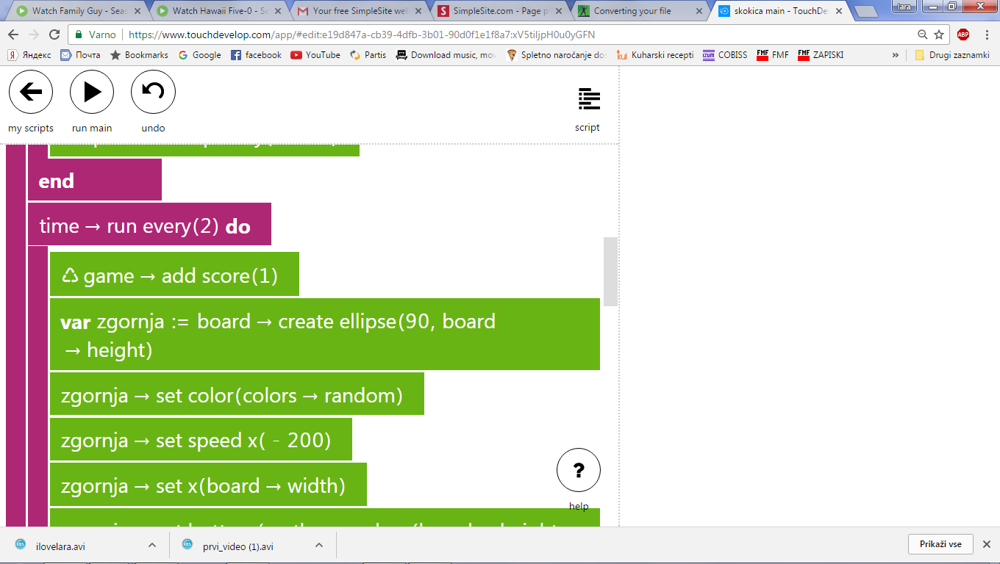 Watch Family Guy - Seas
Watch Hawaii Five-0 - Se
Your free SimpleSite web
SimpleSite.com - Page p
Converting your file
skokica main - TouchDe
lara
Varno
https://www.touchdevelop.com/app/#edit:e19d847a-cb39-4dfb-3b01-90d0f1e1f8a7:xV5tiIjpH0u0yGFN
ABP
Яндекс
Почта
Bookmarks
Google
facebook
YouTube
Partis
Download music, mov
Spletno naročanje do
Kuharski recepti
COBISS
FMF
ZAPISKI
»
Drugi zaznamki
my scripts
run main
undo
script
end
time → run every(2) do
game → add score(1)
var zgornja := board → create ellipse(90, board
→ height)
zgornja → set color(colors → random)
zgornja → set speed x( - 200)
zgornja → set x(board → width)
?
help
ilovelara.avi
prvi_video (1).avi
Prikaži vse